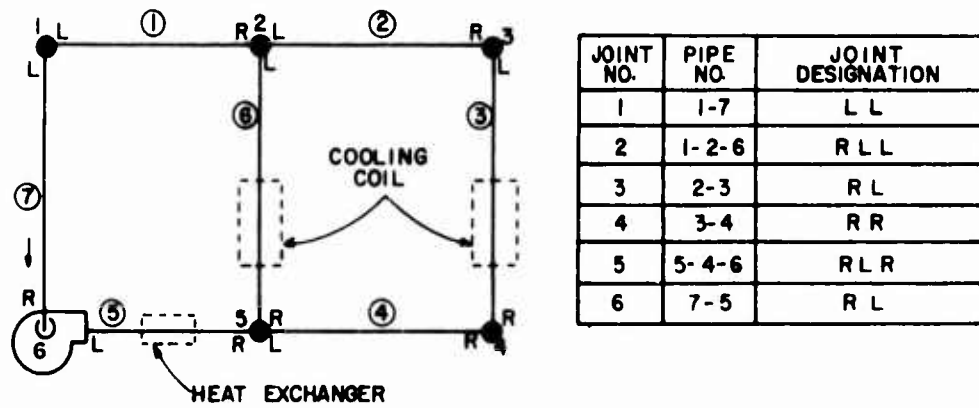 1 L ① R 2 L ② R 3
L L L
⑥ ③
COOLING
COIL
⑦
R
6 L ⑤ 5 R ④ R
R L R 4
HEAT EXCHANGER
JOINT NO. PIPE NO. JOINT DESIGNATION
1 1-7 L L
2 1-2-6 R L L
3 2-3 R L
4 3-4 R R
5 5-4-6 R L R
6 7-5 R L